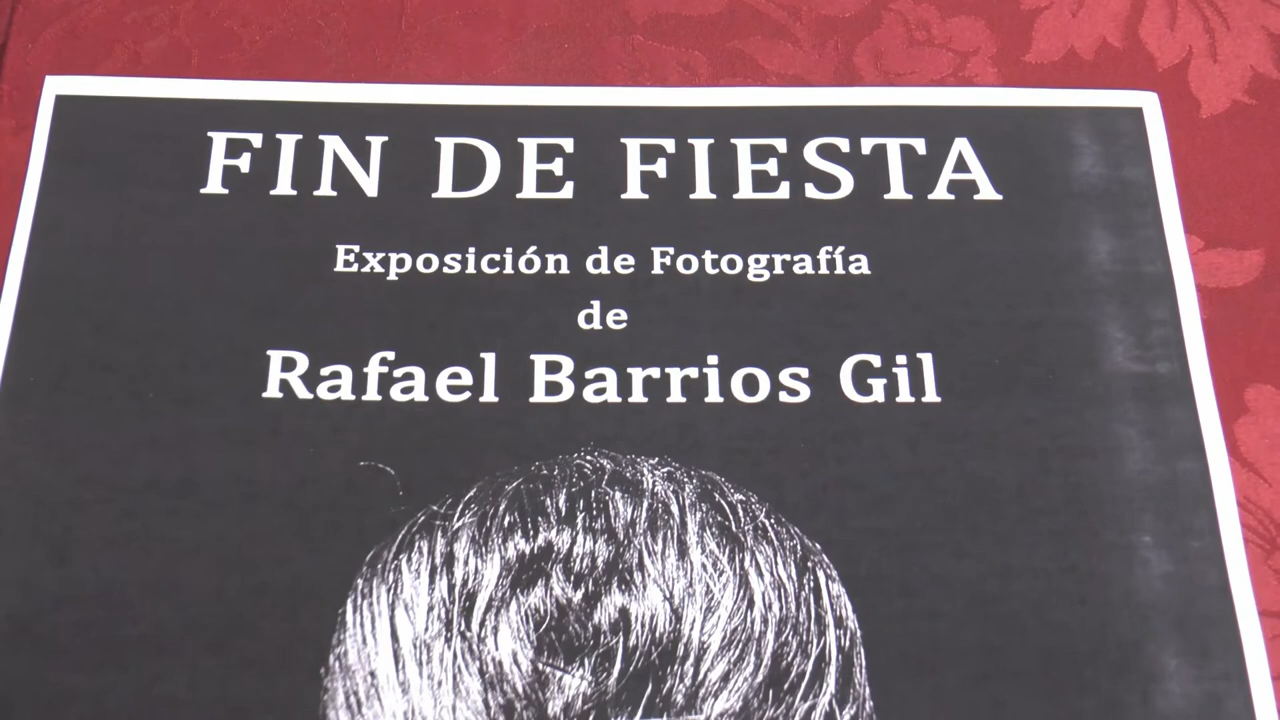 FIN DE FIESTA
Exposición de Fotografía
de
Rafael Barrios Gil